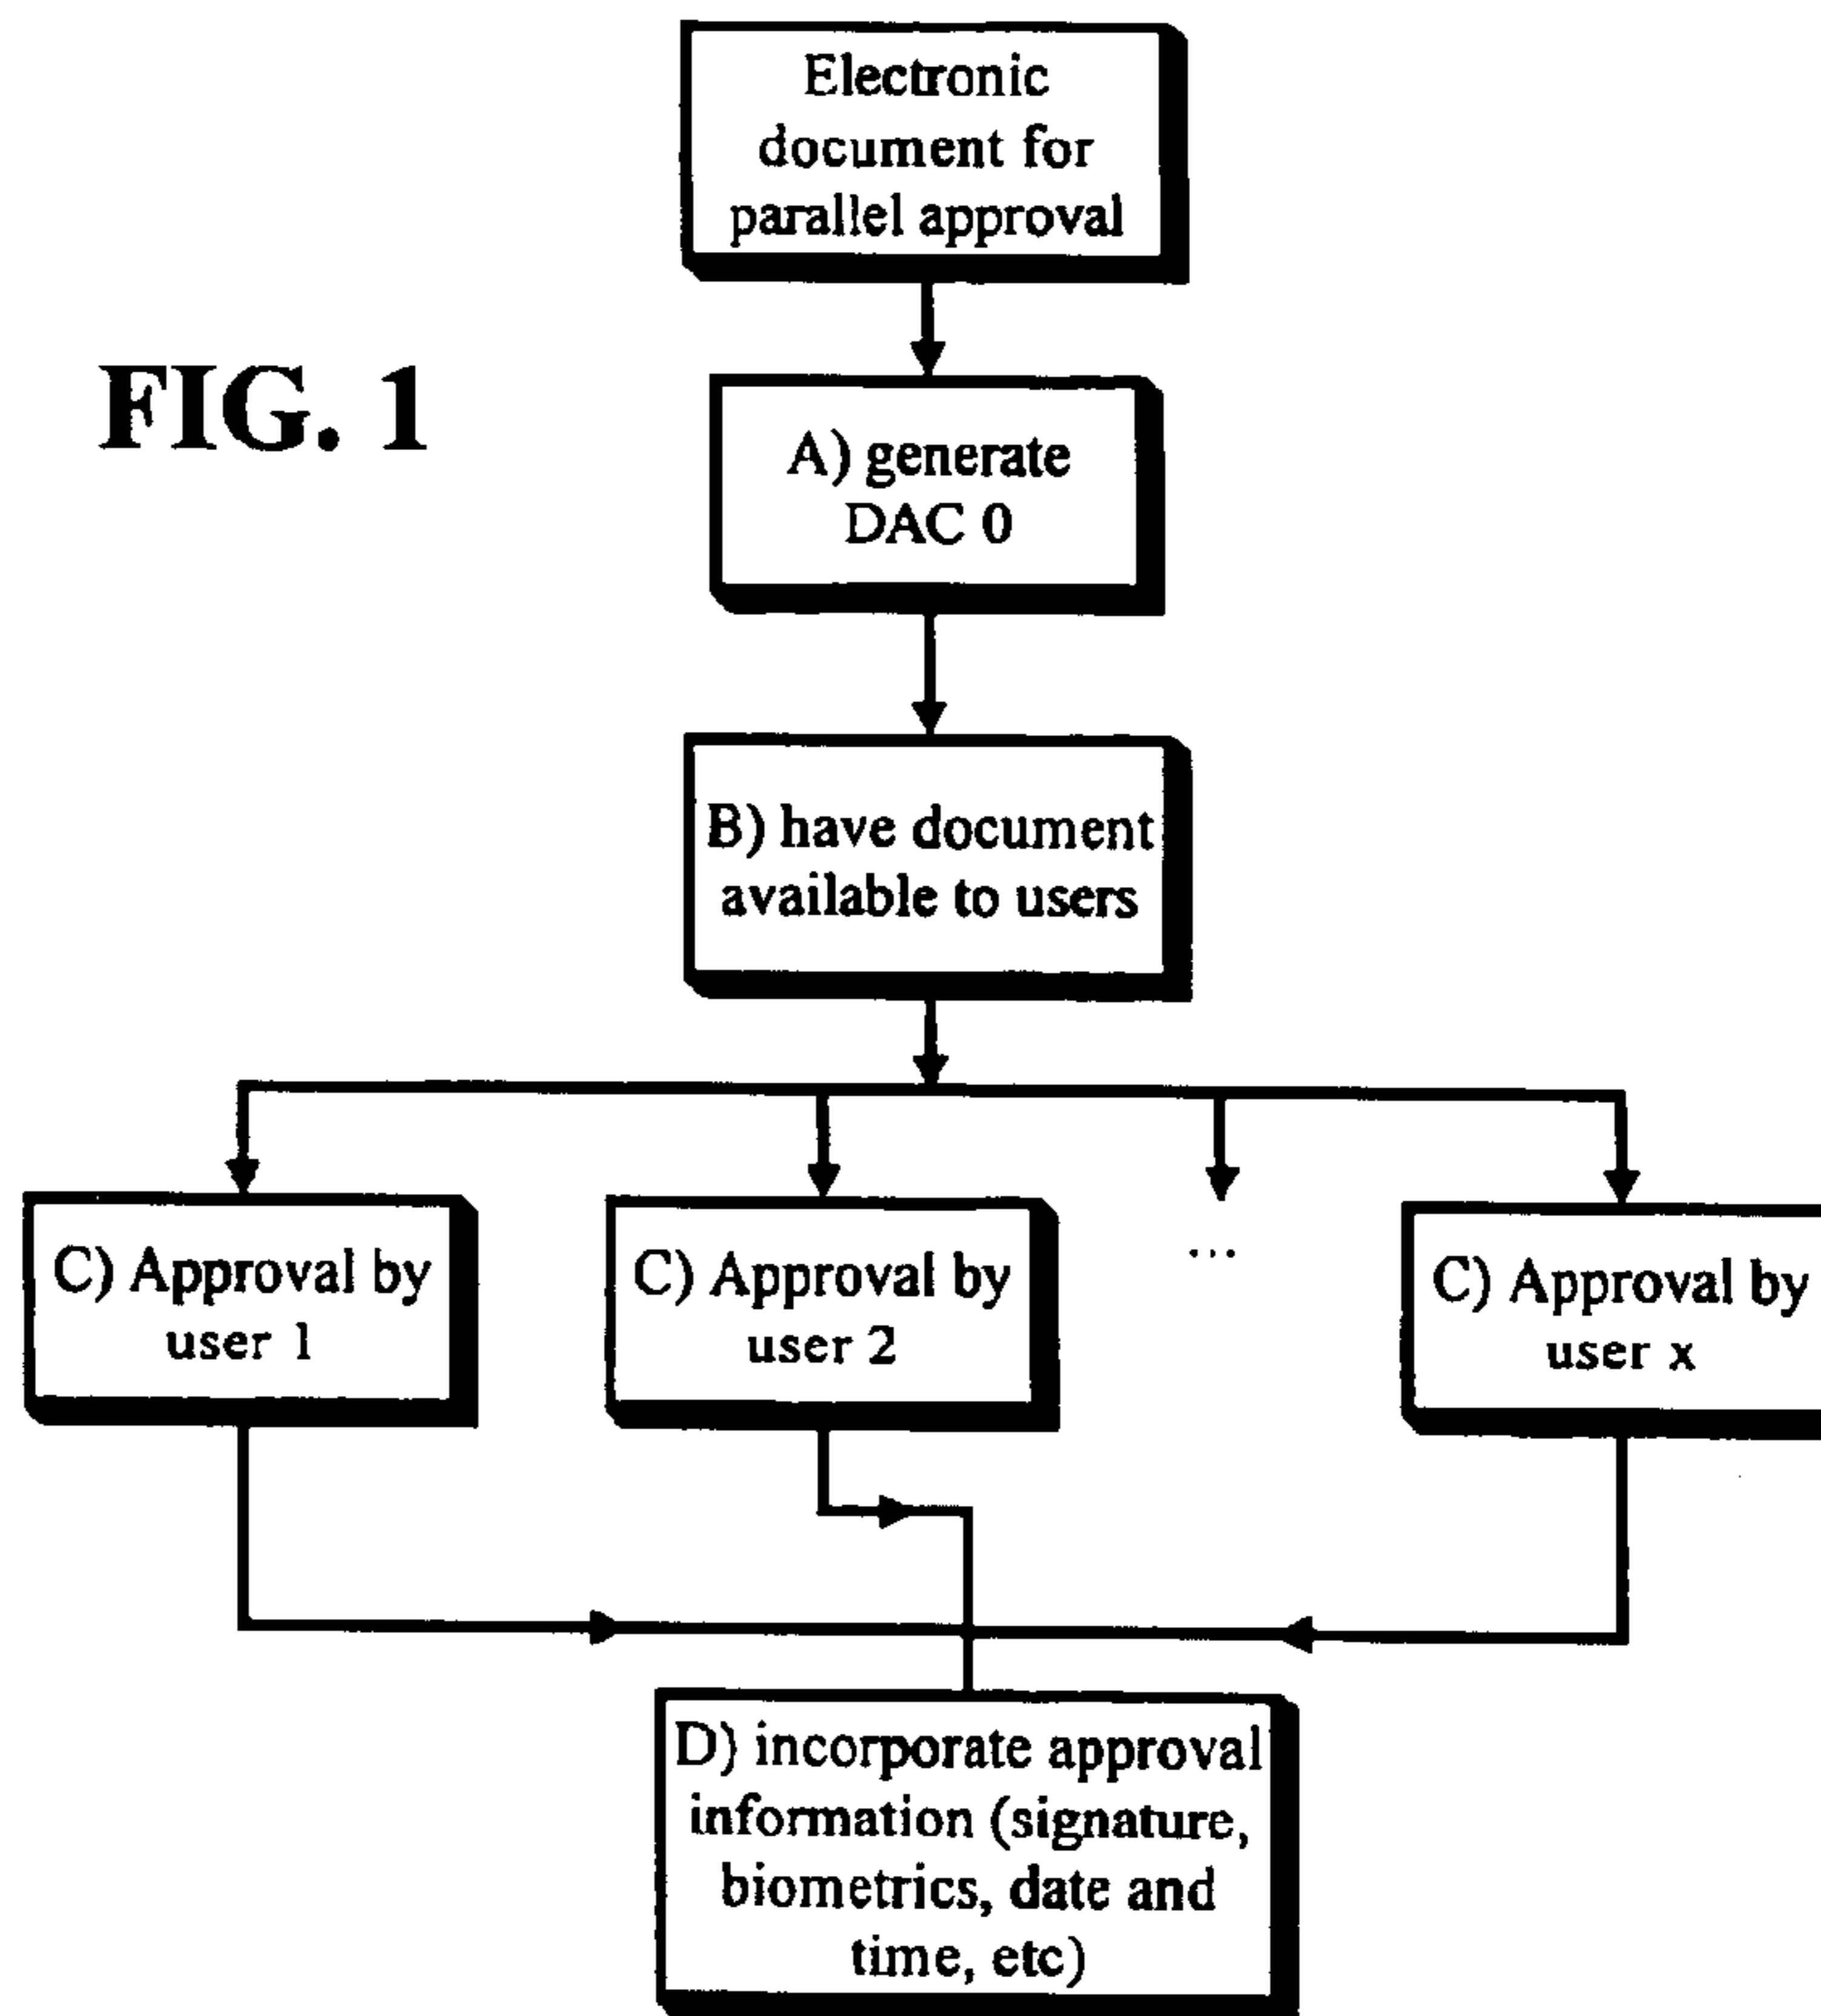 Electronic
document for
parallel approval
FIG. 1
A) generate
DAC 0
B) have document
available to users
C) Approval by
user 1
C) Approval by
user 2
...
C) Approval by
user x
D) incorporate approval
information (signature,
biometrics, date and
time, etc)